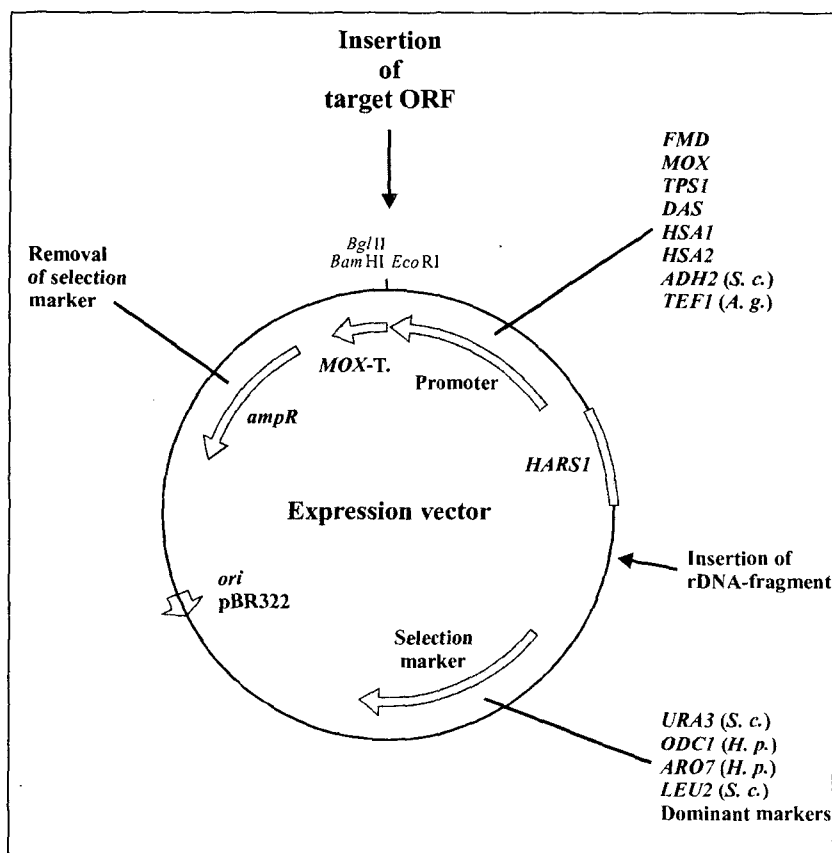 Insertion
of
target ORF
FMD
MOX
TPS1
DAS
HSA1
HSA2
ADH2 (S. c.)
TEF1 (A. g.)
Removal
of selection
marker
BglII
BamHI EcoRI
MOX-T.
Promoter
ampR
HARS1
Expression vector
Insertion of
rDNA-fragment
ori
pBR322
Selection
marker
URA3 (S. c.)
ODC1 (H. p.)
ARO7 (H. p.)
LEU2 (S. c.)
Dominant markers